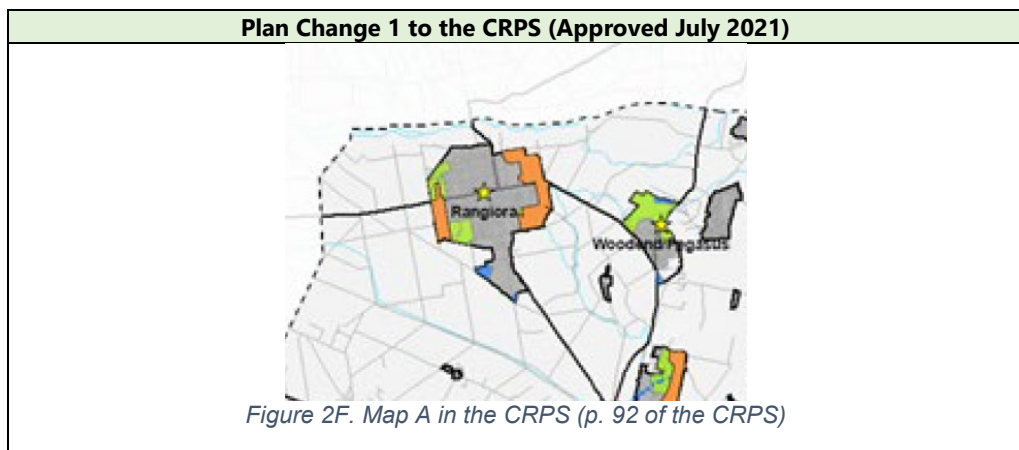 Plan Change 1 to the CRPS (Approved July 2021)
Rangiora
Woodend Pegasus
Figure 2F. Map A in the CRPS (p. 92 of the CRPS)